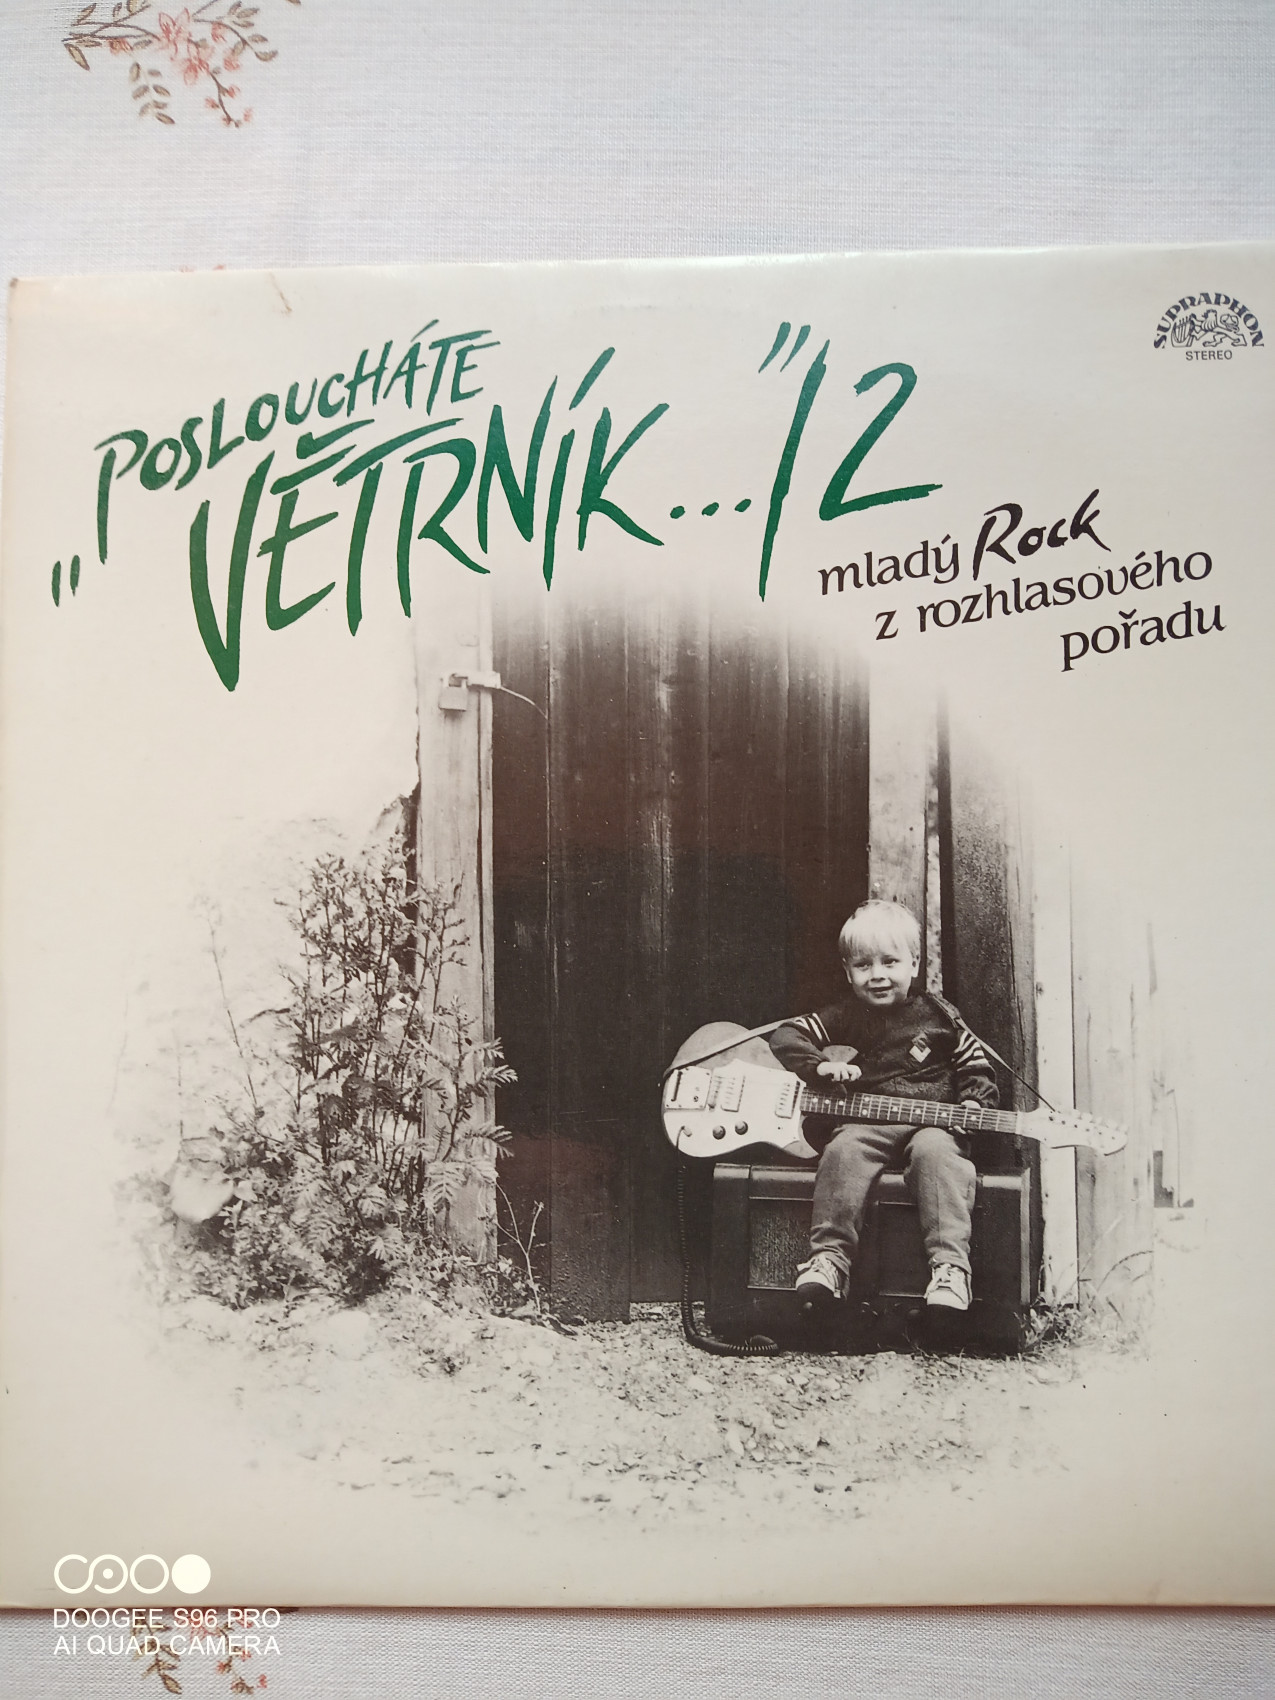 SUPRAPHON
STEREO
„POSLOUCHÁTE
VĚTRNÍK..."/2
mladý Rock
z rozhlasového
pořadu
DOOGEE S96 PRO
AI QUAD CAMERA